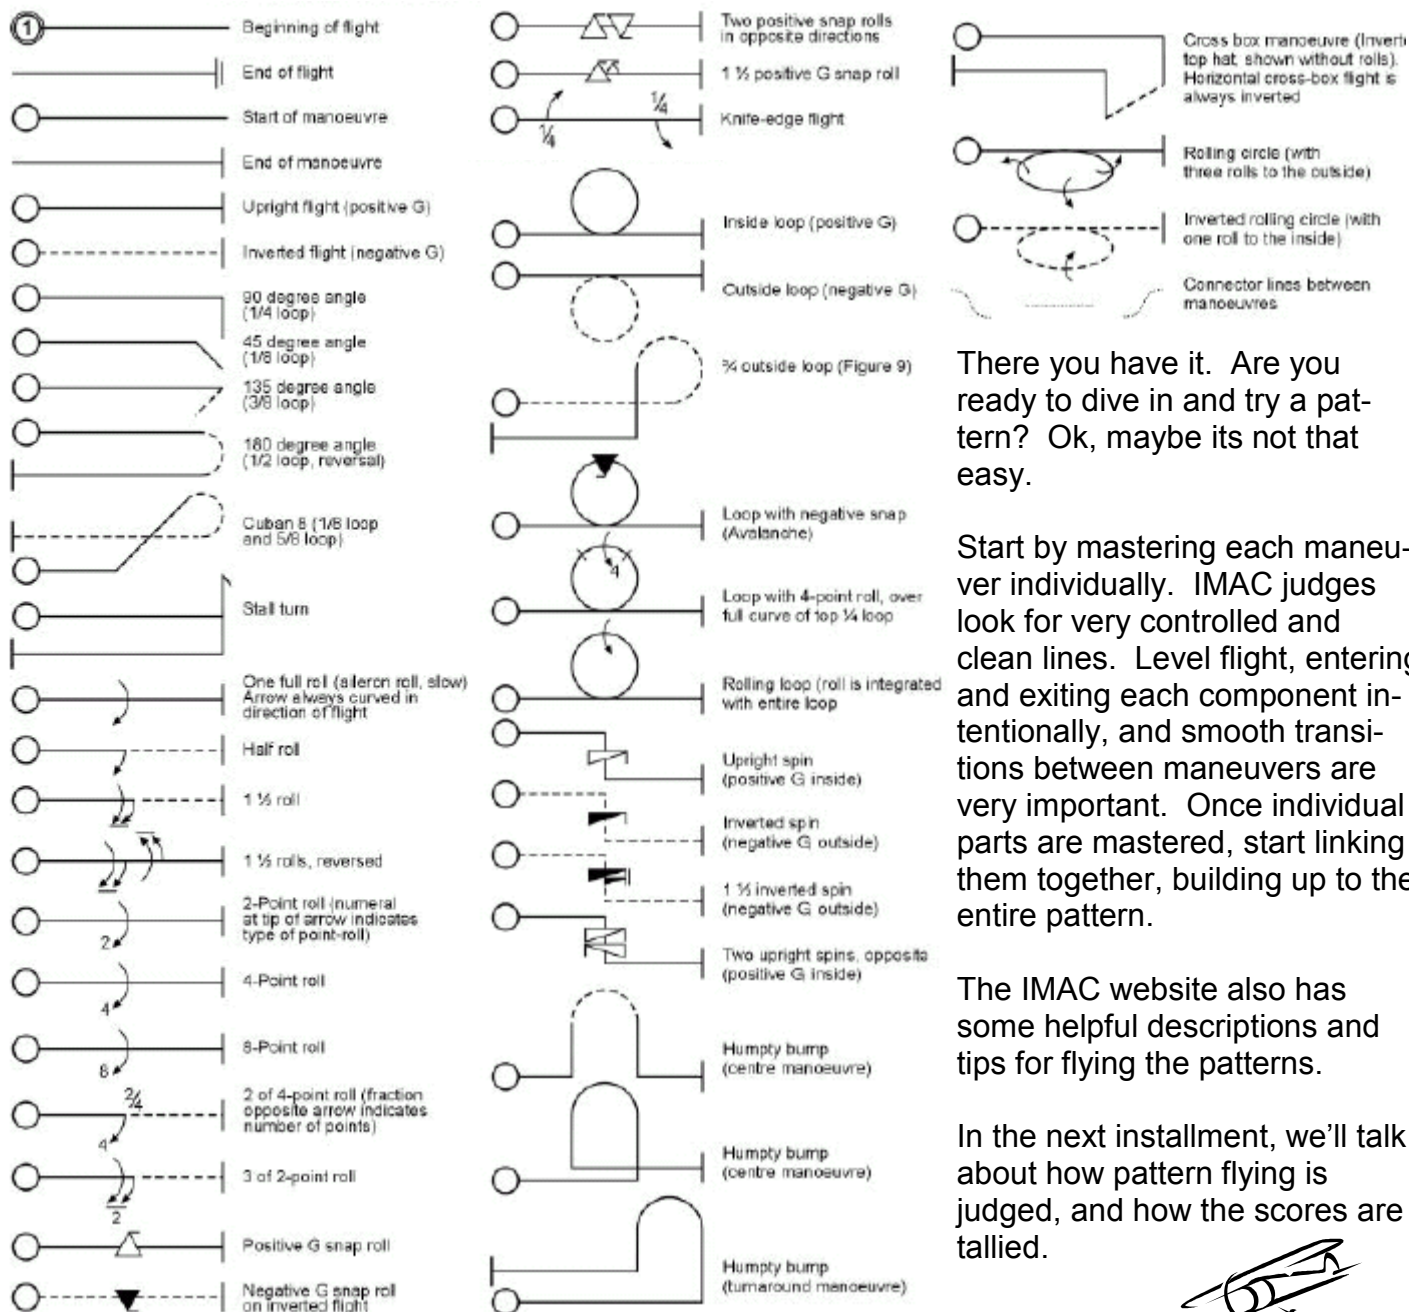 1
Beginning of flight
End of flight
Start of manoeuvre
End of manoeuvre
Upright flight (positive G)
Inverted flight (negative G)
90 degree angle
(1/4 loop)
45 degree angle
(1/8 loop)
135 degree angle
(3/8 loop)
180 degree angle
(1/2 loop, reversal)
Cuban 8 (1/8 loop
and 5/8 loop)
Stall turn
One full roll (aileron roll, slow)
Arrow always curved in
direction of flight
Half roll
1 ½ roll
1 ½ rolls, reversed
2-Point roll (numeral
at tip of arrow indicates
type of point-roll)
2
4-Point roll
4
8-Point roll
8
2 of 4-point roll (fraction
opposite arrow indicates
number of points)
2/4
4
3 of 2-point roll
2
Positive G snap roll
Negative G snap roll
on inverted flight
Two positive snap rolls
in opposite directions
1 ½ positive G snap roll
Knife-edge flight
¼
¼
Inside loop (positive G)
Outside loop (negative G)
¾ outside loop (Figure 9)
Loop with negative snap
(Avalanche)
Loop with 4-point roll, over
full curve of top ¼ loop
4
Rolling loop (roll is integrated
with entire loop
Upright spin
(positive G inside)
Inverted spin
(negative G outside)
1 ½ inverted spin
(negative G outside)
Two upright spins, opposite
(positive G inside)
Humpty bump
(centre manoeuvre)
Humpty bump
(centre manoeuvre)
Humpty bump
(turnaround manoeuvre)
Cross box manoeuvre (Inverte
top hat, shown without rolls).
Horizontal cross-box flight is
always inverted
Rolling circle (with
three rolls to the outside)
Inverted rolling circle (with
one roll to the inside)
Connector lines between
manoeuvres
There you have it. Are you
ready to dive in and try a pat-
tern? Ok, maybe its not that
easy.
Start by mastering each maneu-
ver individually. IMAC judges
look for very controlled and
clean lines. Level flight, entering
and exiting each component in-
tentionally, and smooth transi-
tions between maneuvers are
very important. Once individual
parts are mastered, start linking
them together, building up to the
entire pattern.
The IMAC website also has
some helpful descriptions and
tips for flying the patterns.
In the next installment, we’ll talk
about how pattern flying is
judged, and how the scores are
tallied.